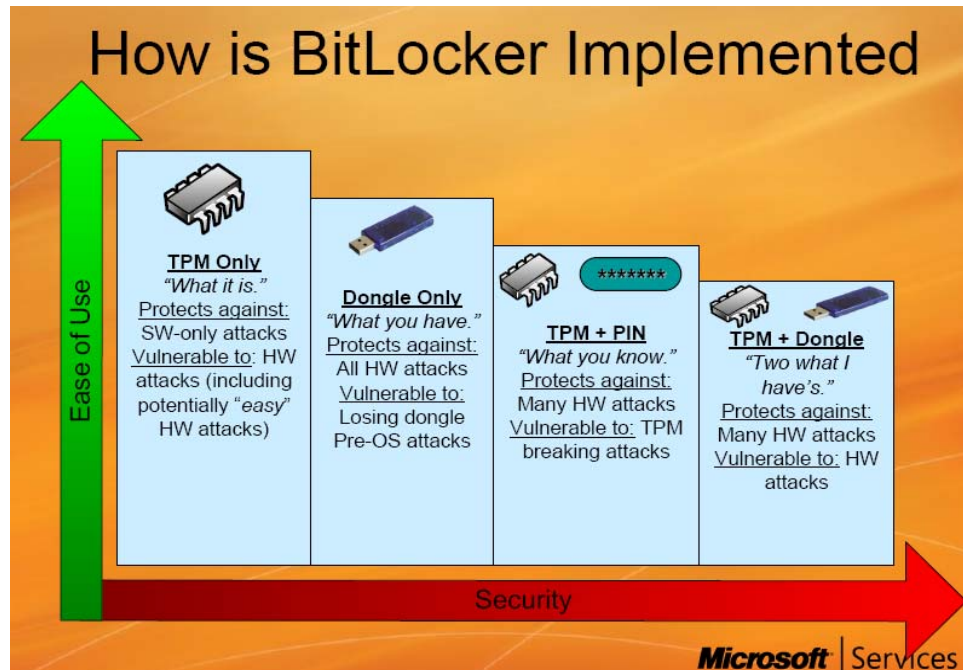 How is BitLocker Implemented
Ease of Use
TPM Only
“What it is.”
Protects against:
SW-only attacks
Vulnerable to: HW
attacks (including
potentially “easy”
HW attacks)
Dongle Only
“What you have.”
Protects against:
All HW attacks
Vulnerable to:
Losing dongle
Pre-OS attacks
*******
TPM + PIN
“What you know.”
Protects against:
Many HW attacks
Vulnerable to: TPM
breaking attacks
TPM + Dongle
“Two what I
have’s.”
Protects against:
Many HW attacks
Vulnerable to: HW
attacks
Security
Microsoft | Services